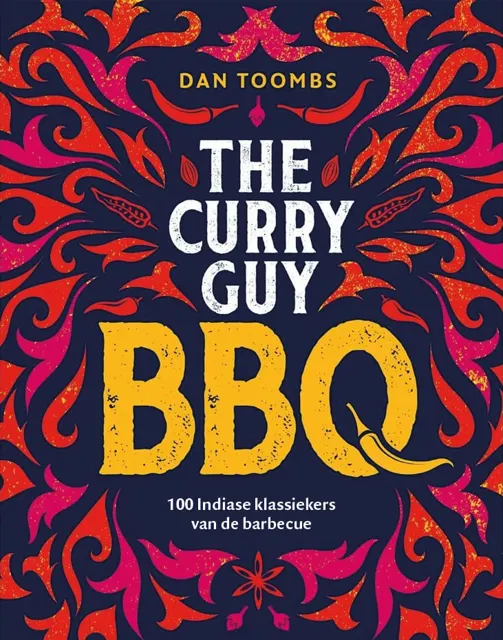 DAN TOOMBS
THE
CURRY
GUY
BBQ
100 Indiase klassiekers
van de barbecue